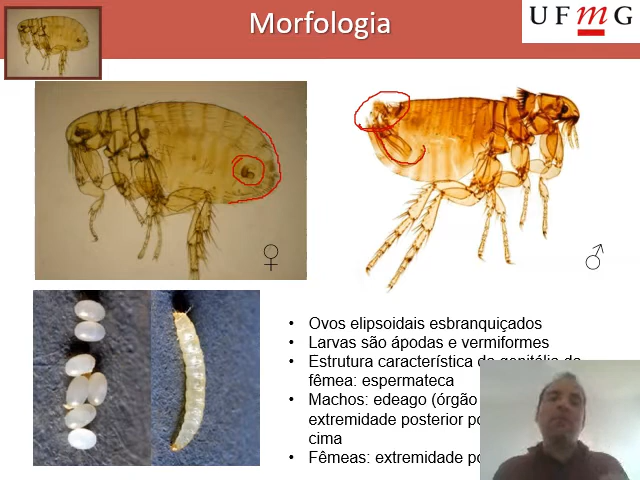 Morfologia
UFmG
♀
♂
• Ovos elipsoidais esbranquiçados
• Larvas são ápodas e vermiformes
• Estrutura característica da genitália da
fêmea: espermateca
• Machos: edeago (órgão
extremidade posterior
cima
• Fêmeas: extremidade